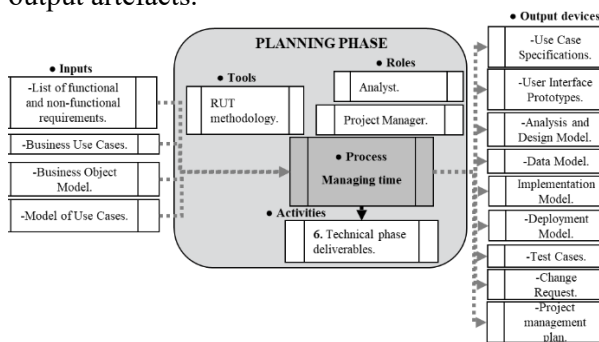 output artefacts.
● Output devices
PLANNING PHASE
● Inputs
-List of functional
and non-functional
requirements.
-Business Use Cases.
-Business Object
Model.
-Model of Use Cases.
● Tools
RUT
methodology.
● Roles
Analyst.
Project Manager.
● Process
Managing time
● Activities
6. Technical phase
deliverables.
-Use Case
Specifications.
-User Interface
Prototypes.
-Analysis and
Design Model.
-Data Model.
Implementation
Model.
-Deployment
Model.
-Test Cases.
-Change
Request.
-Project
management
plan.